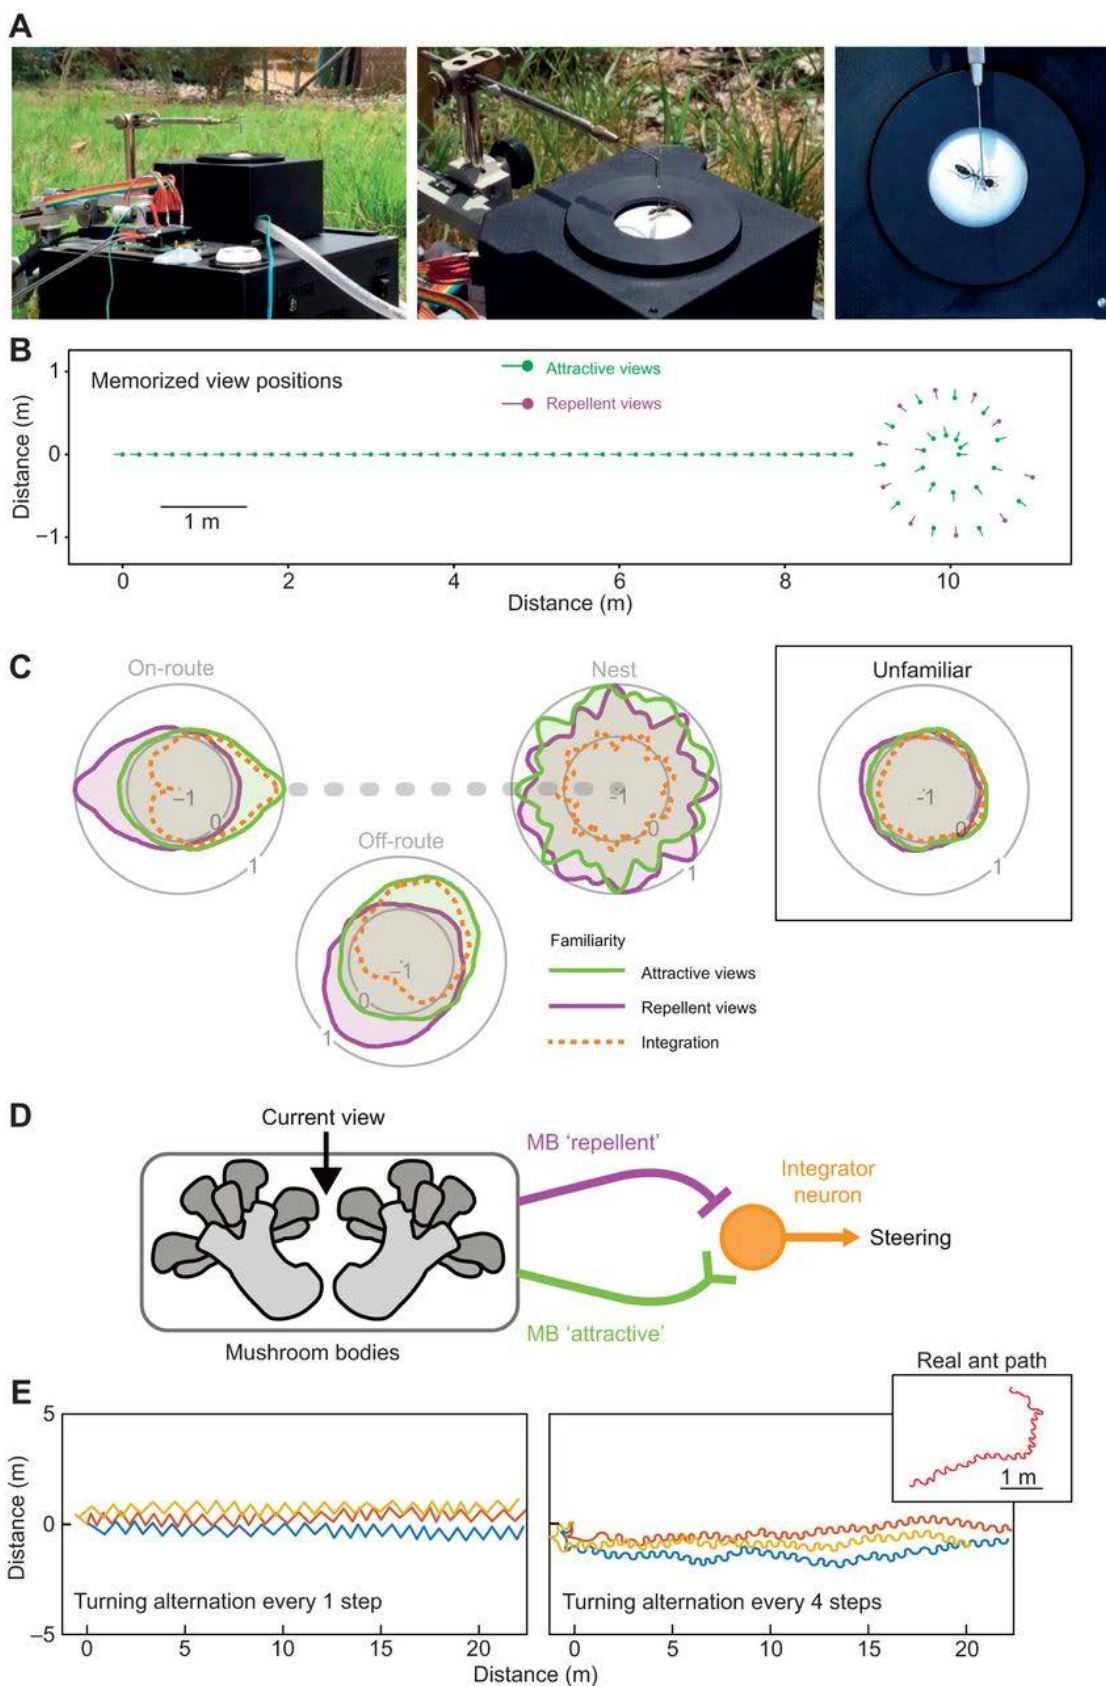 A
B
Memorized view positions
Attractive views
Repellent views
Distance (m)
1
0
−1
1 m
0
2
4
6
8
10
Distance (m)
C
On-route
Nest
Unfamiliar
−1
0
1
-1
0
1
-1
0
1
Off-route
−1
0
1
Familiarity
Attractive views
Repellent views
Integration
D
Current view
MB ‘repellent’
Integrator
neuron
Steering
MB ‘attractive’
Mushroom bodies
E
Real ant path
1 m
Distance (m)
5
0
−5
Turning alternation every 1 step
Turning alternation every 4 steps
0
5
10
15
20
0
5
10
15
20
Distance (m)